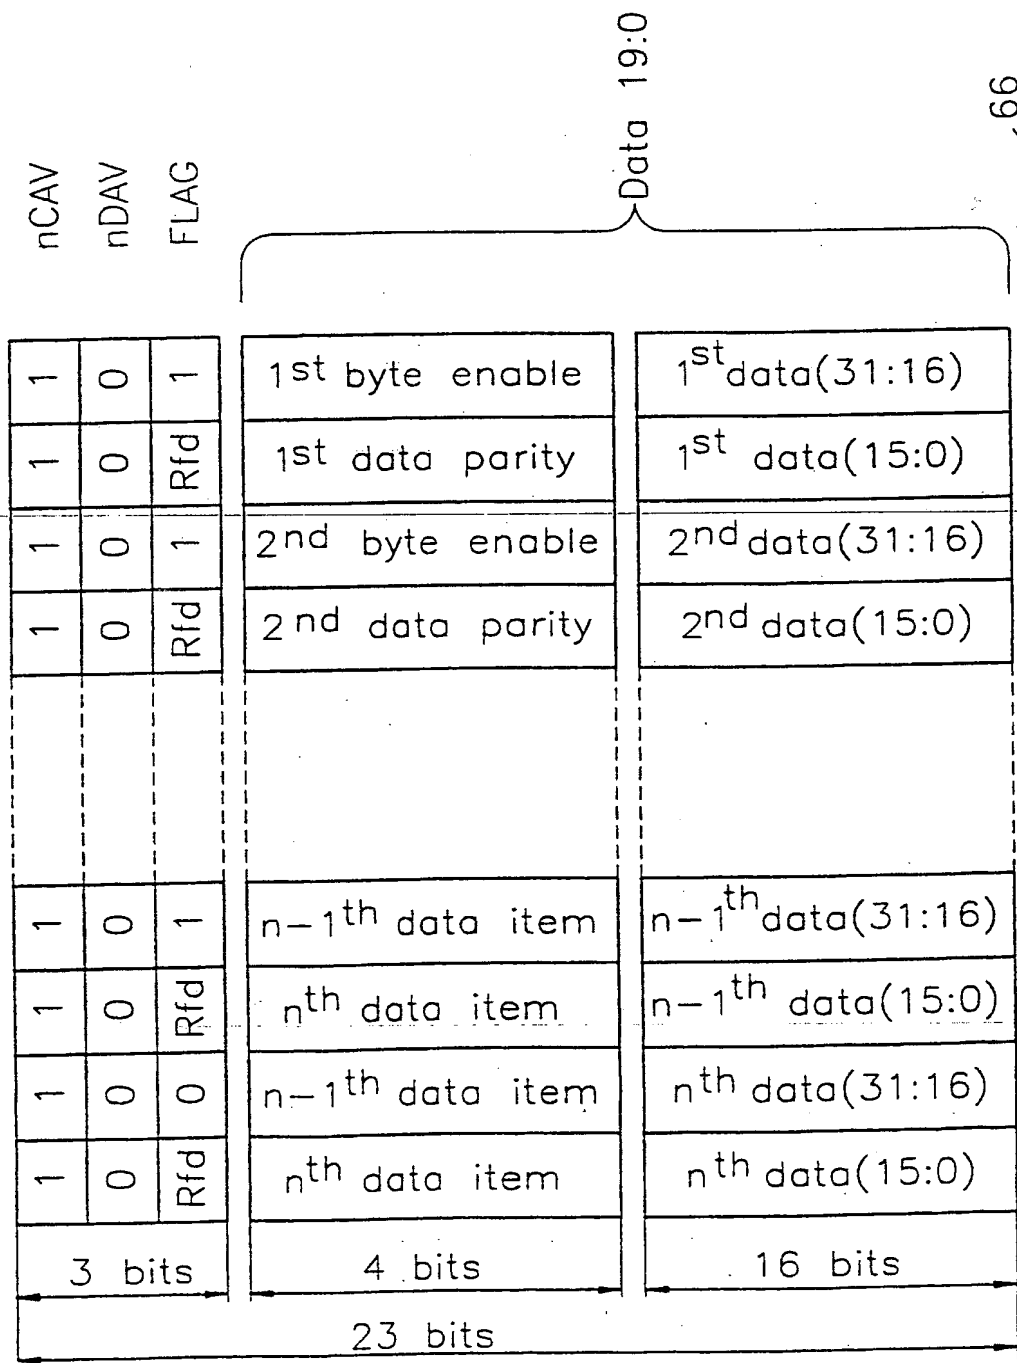 nCAV
nDAV
FLAG
Data 19:0
66
1 0 1 1st byte enable 1st data(31:16)
1 0 Rfd 1st data parity 1st data(15:0)
1 0 1 2nd byte enable 2nd data(31:16)
1 0 Rfd 2nd data parity 2nd data(15:0)
1 0 1 n-1th data item n-1th data(31:16)
1 0 Rfd nth data item n-1th data(15:0)
1 0 0 n-1th data item nth data(31:16)
1 0 Rfd nth data item nth data(15:0)
3 bits 4 bits 16 bits
23 bits